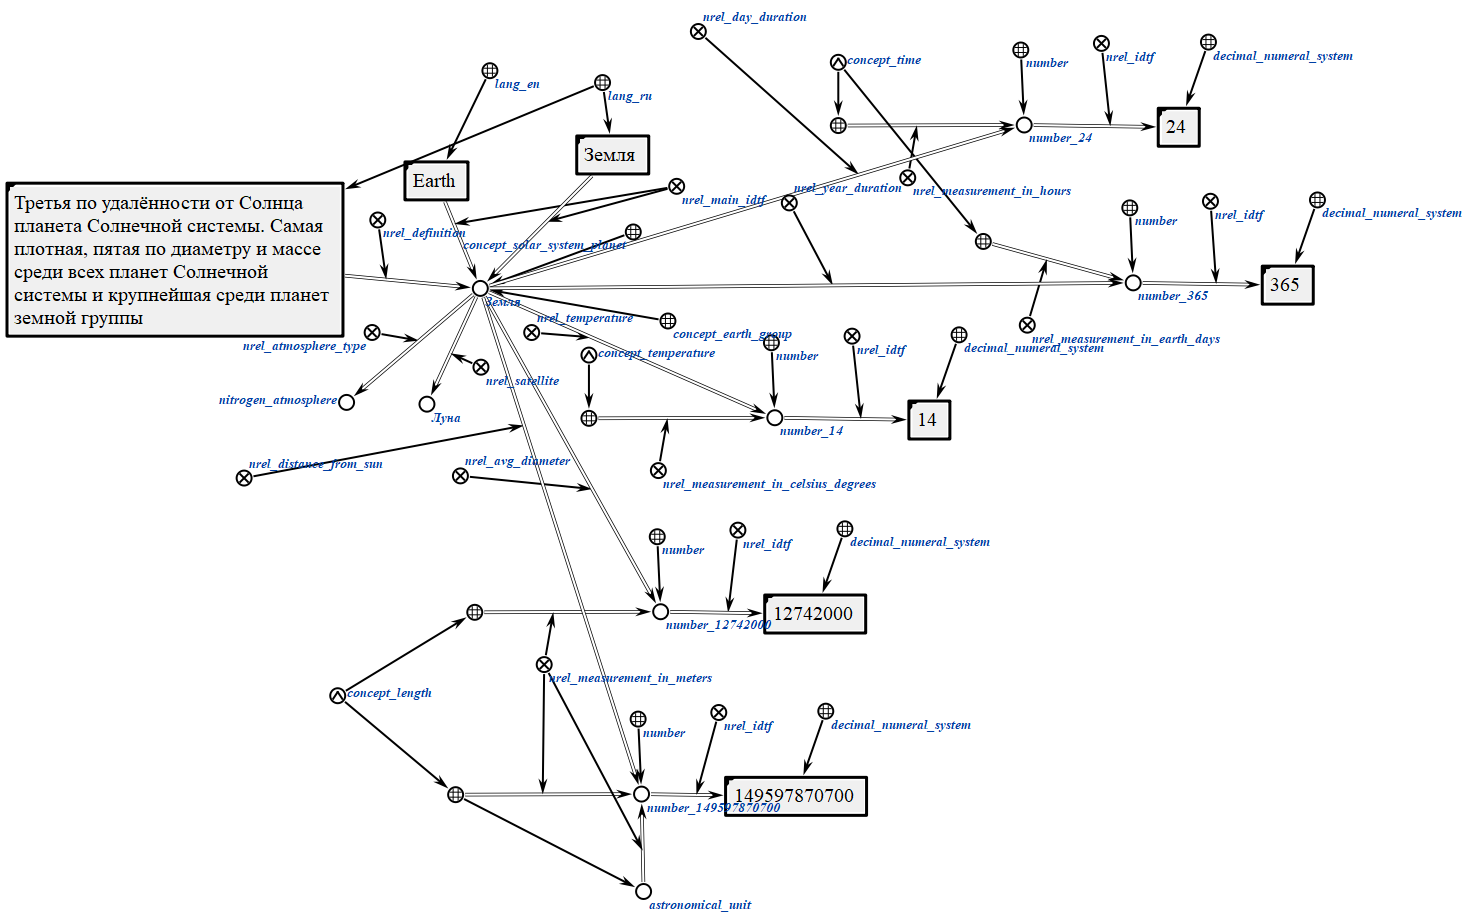 nrel_day_duration
concept_time
number
nrel_idtf
decimal_numeral_system
lang_en
lang_ru
24
number_24
Земля
Earth
nrel_main_idtf
nrel_year_duration
nrel_measurement_in_hours
number
nrel_idtf
decimal_numeral_system
Третья по удалённости от Солнца
планета Солнечной системы. Самая
плотная, пятая по диаметру и массе
среди всех планет Солнечной
системы и крупнейшая среди планет
земной группы
nrel_definition
concept_solar_system_planet
365
number_365
Земля
nrel_temperature
concept_earth_group
nrel_measurement_in_earth_days
nrel_atmosphere_type
concept_temperature
number
nrel_idtf
decimal_numeral_system
nrel_satellite
nitrogen_atmosphere
Луна
14
number_14
nrel_distance_from_sun
nrel_avg_diameter
nrel_measurement_in_celsius_degrees
number
nrel_idtf
decimal_numeral_system
12742000
number_12742000
nrel_measurement_in_meters
concept_length
number
nrel_idtf
decimal_numeral_system
149597870700
number_149597870700
astronomical_unit